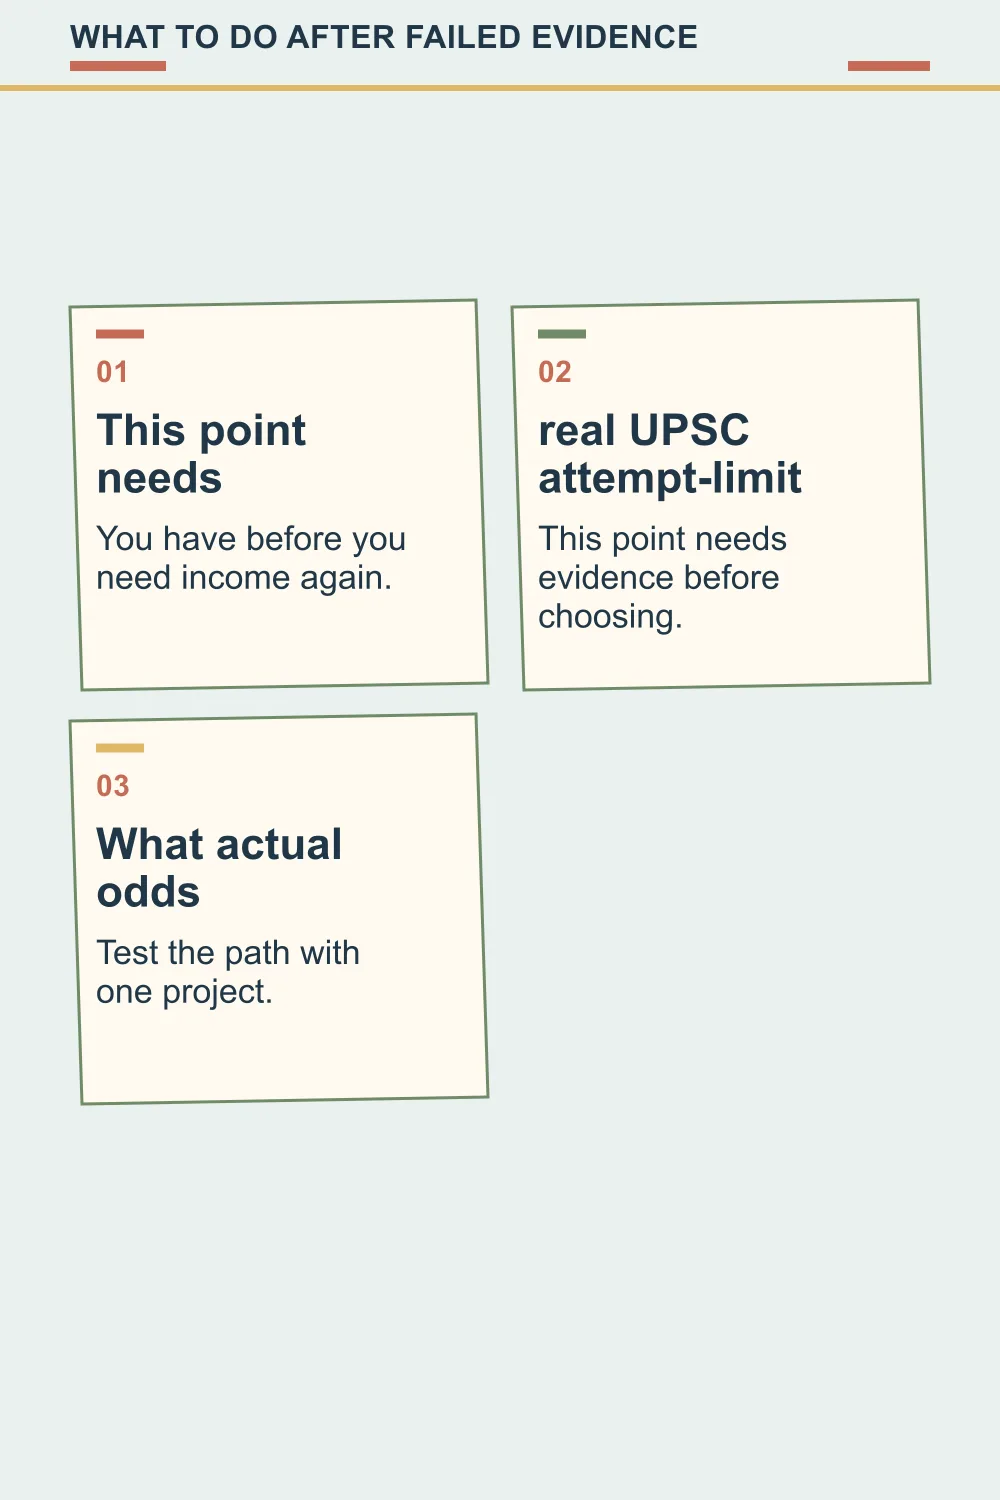 WHAT TO DO AFTER FAILED EVIDENCE
01
This point
needs
You have before you
need income again.
02
real UPSC
attempt-limit
This point needs
evidence before
choosing.
03
What actual
odds
Test the path with
one project.